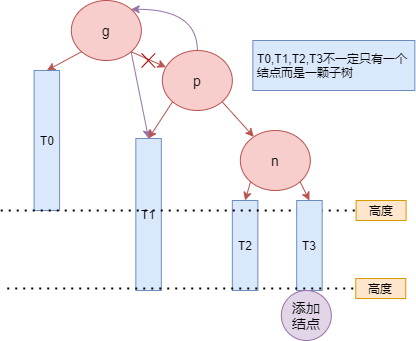 g
p
T0,T1,T2,T3不一定只有一个
结点而是一颗子树
T0
n
T1
高度
T2
T3
高度
添加
结点